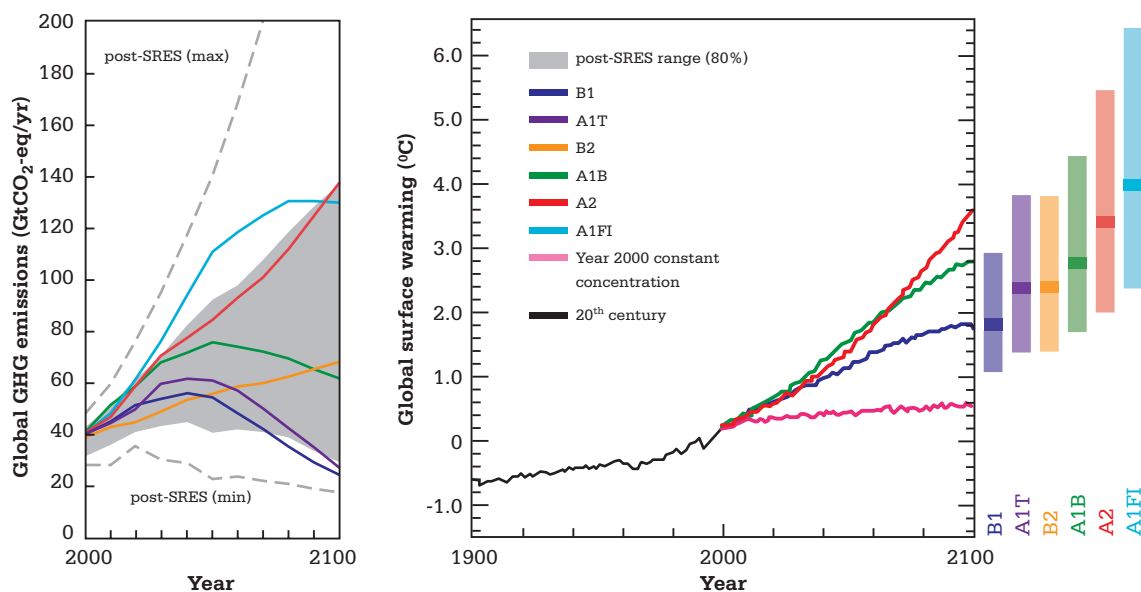 Global GHG emissions (GtCO₂-eq/yr)
200
180
160
140
120
100
80
60
40
20
0
post-SRES (max)
post-SRES (min)
2000
2100
Year
Global surface warming (⁰C)
6.0
5.0
4.0
3.0
2.0
1.0
0
-1.0
post-SRES range (80%)
B1
A1T
B2
A1B
A2
A1FI
Year 2000 constant
concentration
20th century
1900
2000
2100
Year
B1
A1T
B2
A1B
A2
A1FI